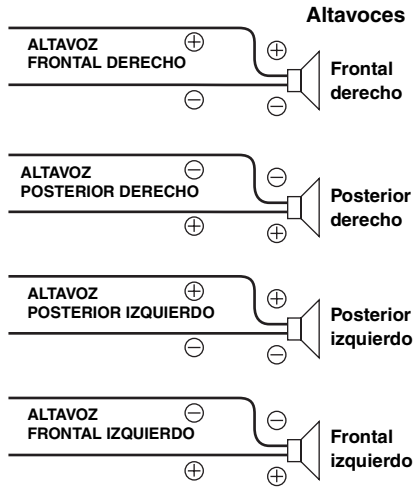 Altavoces
ALTAVOZ
FRONTAL DERECHO
+ +
- -
Frontal
derecho
ALTAVOZ
POSTERIOR DERECHO
- -
+ +
Posterior
derecho
ALTAVOZ
POSTERIOR IZQUIERDO
+ +
- -
Posterior
izquierdo
ALTAVOZ
FRONTAL IZQUIERDO
- -
+ +
Frontal
izquierdo